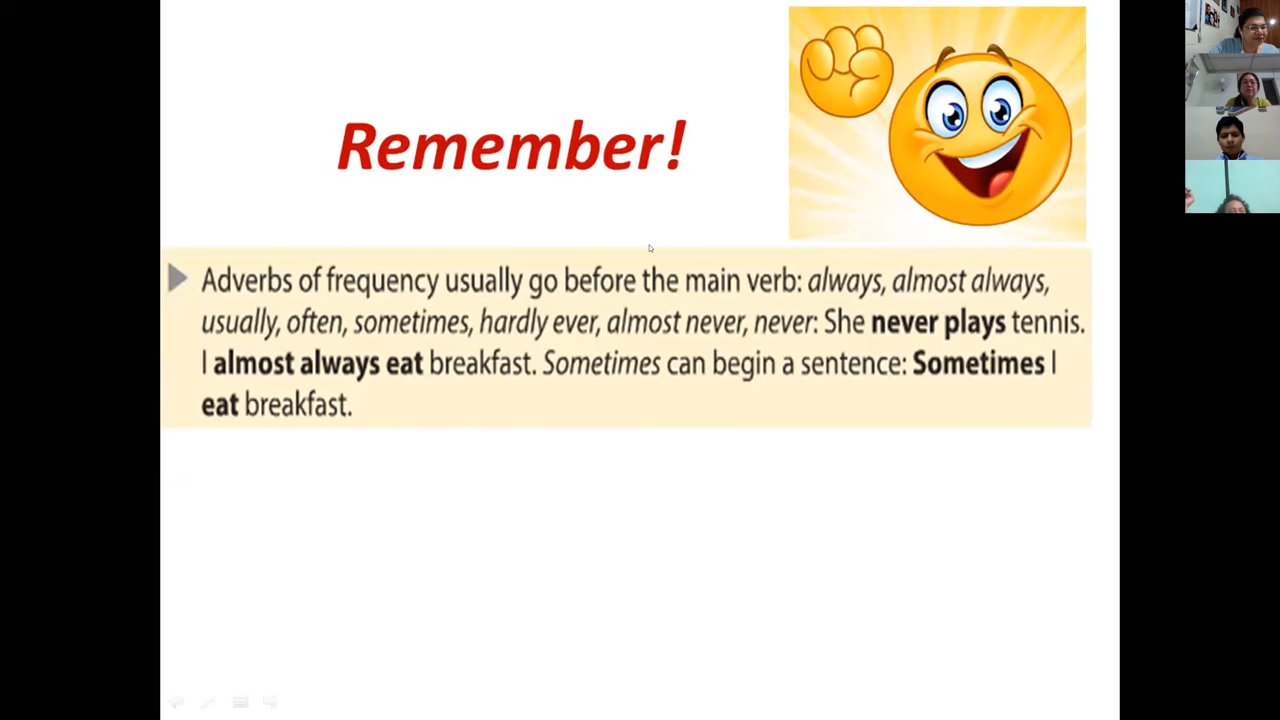 Remember!
Adverbs of frequency usually go before the main verb: always, almost always,
usually, often, sometimes, hardly ever, almost never, never: She never plays tennis.
I almost always eat breakfast. Sometimes can begin a sentence: Sometimes I
eat breakfast.